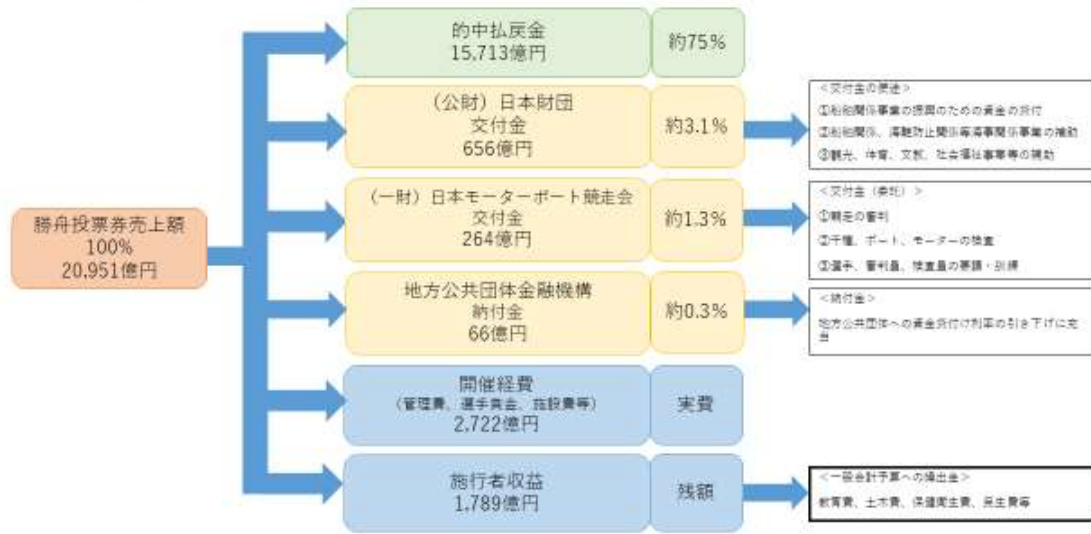 勝舟投票券売上額
100%
20,951億円
的中払戻金
15,713億円
約75%
（公財）日本財団
交付金
656億円
約3.1%
＜交付金の使途＞
①船舶関係事業の振興のための資金の貸付
②船舶関係、海難防止関係等海事関係事業の補助
③観光、体育、文教、社会福祉事業等の補助
（一財）日本モーターボート競走会
交付金
264億円
約1.3%
＜交付金（委託）＞
①競走の審判
②ボート、モーターの検査
③選手、審判員、検査員の養成・訓練
地方公共団体金融機構
納付金
66億円
約0.3%
＜納付金＞
地方公共団体への資金貸付け利率の引き下げに充
当
開催経費
（管理費、選手賞金、施設費等）
2,722億円
実費
施行者収益
1,789億円
残額
＜一般会計予算への繰出金＞
教育費、土木費、保健衛生費、民生費等